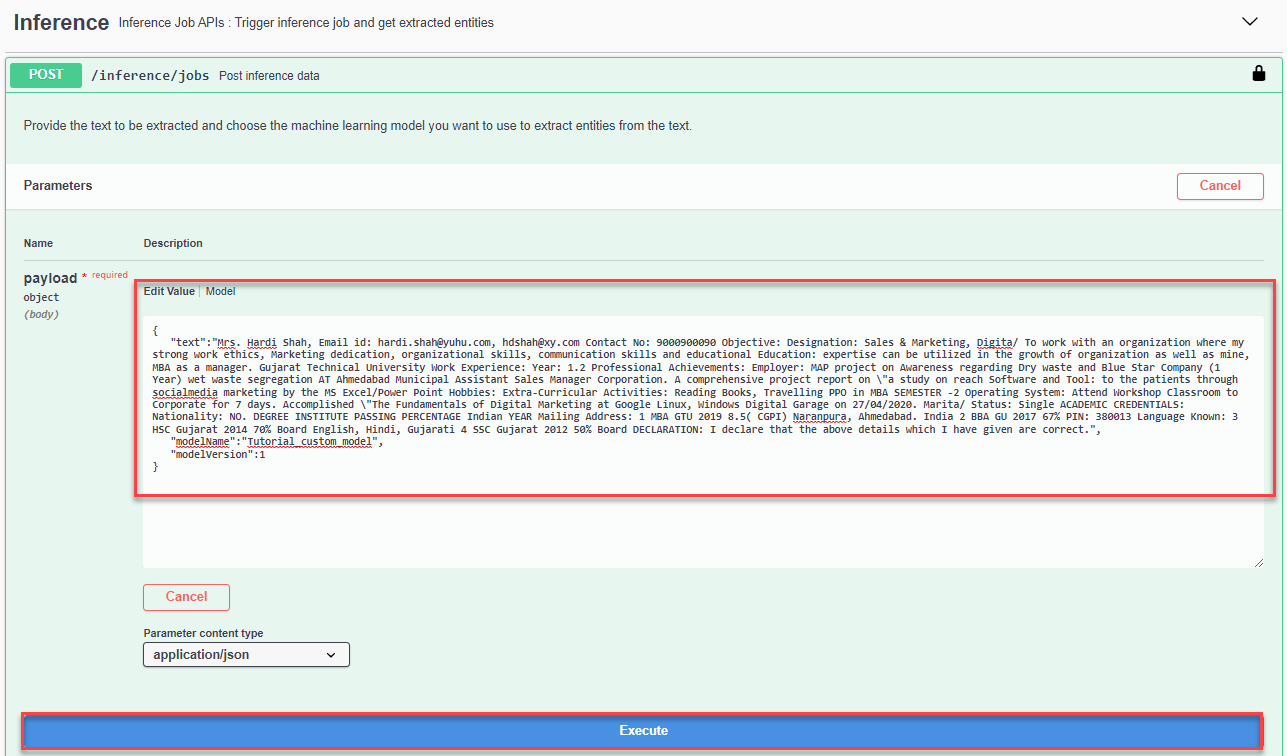 Inference Inference Job APIs : Trigger inference job and get extracted entities
POST /inference/jobs Post inference data
Provide the text to be extracted and choose the machine learning model you want to use to extract entities from the text.
Parameters
Cancel
Name Description
payload * required
object
(body)
Edit Value Model
{
"text":"Mrs. Hardi Shah, Email id: hardi.shah@yuhu.com, hdshah@xy.com Contact No: 9000900090 Objective: Designation: Sales & Marketing, Digita/ To work with an organization where my
strong work ethics, Marketing dedication, organizational skills, communication skills and educational Education: expertise can be utilized in the growth of organization as well as mine,
MBA as a manager. Gujarat Technical University Work Experience: Year: 1.2 Professional Achievements: Employer: MAP project on Awareness regarding Dry waste and Blue Star Company (1
Year) wet waste segregation AT Ahmedabad Municipal Assistant Sales Manager Corporation. A comprehensive project report on \"a study on reach Software and Tool: to the patients through
socialmedia marketing by the MS Excel/Power Point Hobbies: Extra-Curricular Activities: Reading Books, Travelling PPO in MBA SEMESTER -2 Operating System: Attend Workshop Classroom to
Corporate for 7 days. Accomplished \"The Fundamentals of Digital Marketing at Google Linux, Windows Digital Garage on 27/04/2020. Marita/ Status: Single ACADEMIC CREDENTIALS:
Nationality: NO. DEGREE INSTITUTE PASSING PERCENTAGE Indian YEAR Mailing Address: 1 MBA GTU 2019 8.5( CGPI) Naranpura, Ahmedabad. India 2 BBA GU 2017 67% PIN: 380013 Language Known: 3
HSC Gujarat 2014 70% Board English, Hindi, Gujarati 4 SSC Gujarat 2012 50% Board DECLARATION: I declare that the above details which I have given are correct.",
"modelName":"Tutorial_custom_model",
"modelVersion":1
}
Cancel
Parameter content type
application/json
Execute